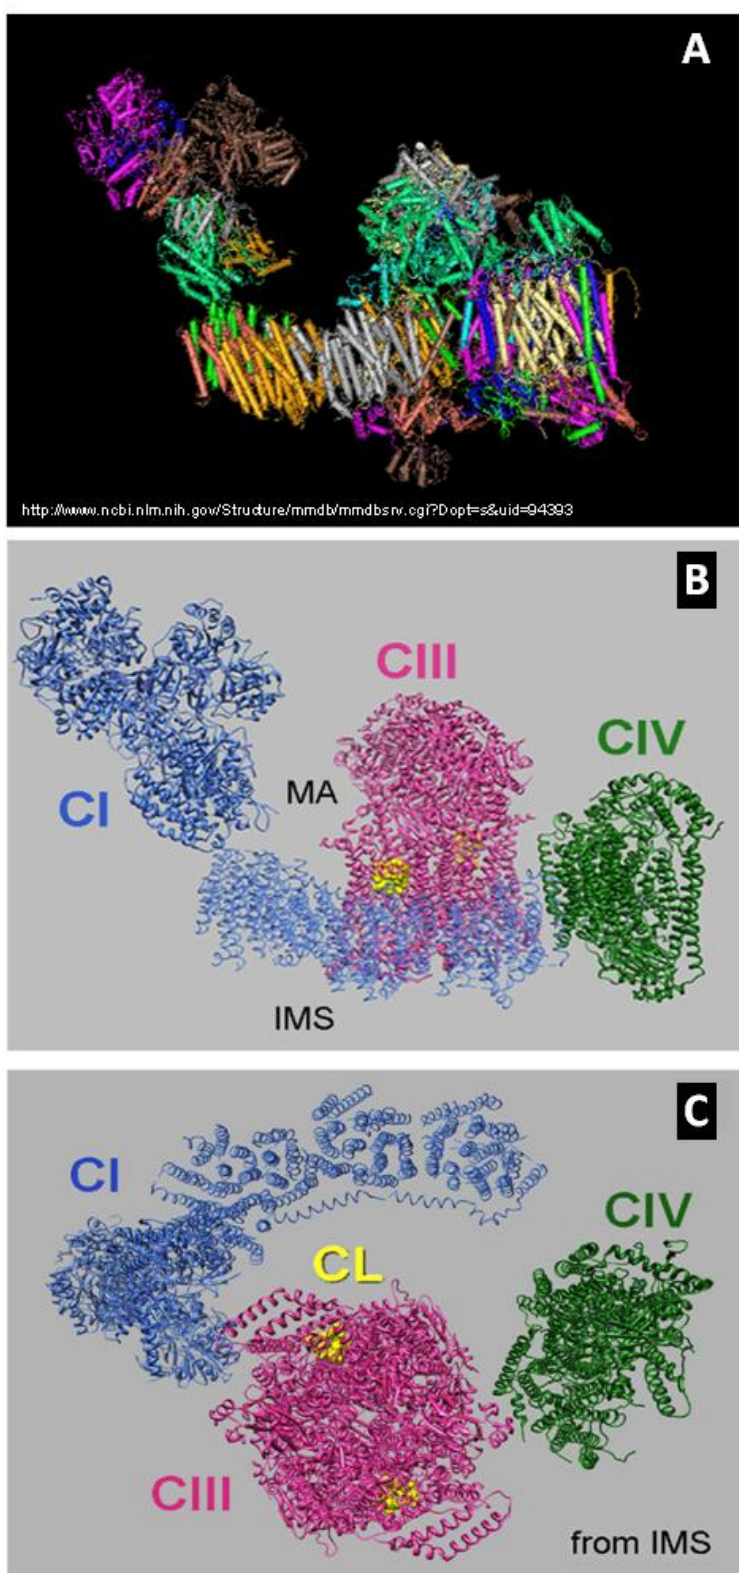 A
http://www.ncbi.nlm.nih.gov/Structure/mmdb/mmdbsrv.cgi?Dopt=s&uid=94393
B
CIII
CIV
MA
CI
IMS
C
CI
CIV
CL
CIII
from IMS